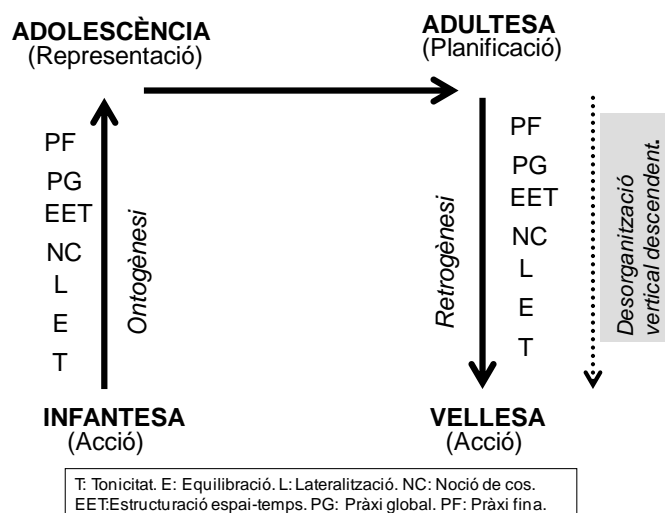 ADOLESCÈNCIA
(Representació)
ADULTESA
(Planificació)
PF
PG
EET
NC
L
E
T
Ontogènesi
Retrogènesi
PF
PG
EET
NC
L
E
T
Desorganització
vertical descendent.
INFANTESA
(Acció)
VELLESA
(Acció)
T: Tonicitat. E: Equilibració. L: Lateralització. NC: Noció de cos.
EET:Estructuració espai-temps. PG: Pràxi global. PF: Pràxi fina.